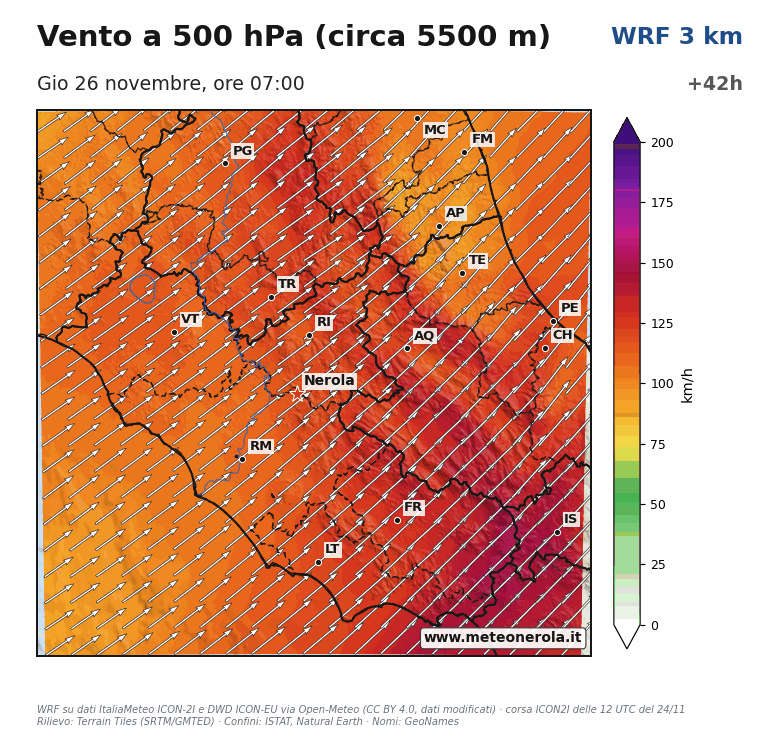 Vento a 500 hPa (circa 5500 m)
WRF 3 km
Gio 26 novembre, ore 07:00
+42h
MC
FM
PG
AP
TE
TR
PE
VT
RI
CH
AQ
Nerola
RM
FR
IS
LT
www.meteonerola.it
200
175
150
125
100
75
50
25
0
km/h
WRF su dati ItaliaMeteo ICON-2I e DWD ICON-EU via Open-Meteo (CC BY 4.0, dati modificati) · corsa ICON2I delle 12 UTC del 24/11
Rilievo: Terrain Tiles (SRTM/GMTED) · Confini: ISTAT, Natural Earth · Nomi: GeoNames